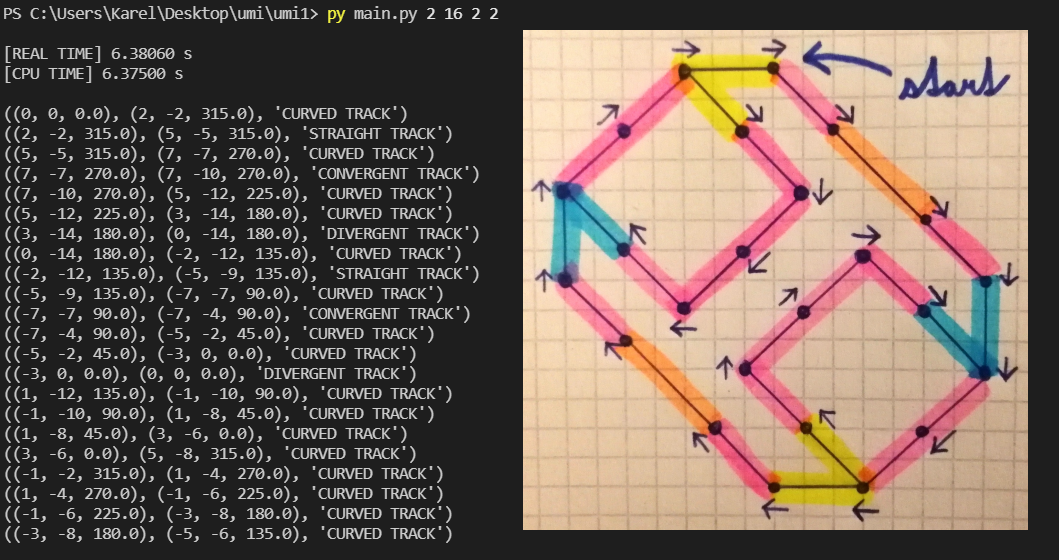 PS C:\Users\Karel\Desktop\umi\umi1> py main.py 2 16 2 2
[REAL TIME] 6.38060 s
[CPU TIME] 6.37500 s
((0, 0, 0.0), (2, -2, 315.0), 'CURVED TRACK')
((2, -2, 315.0), (5, -5, 315.0), 'STRAIGHT TRACK')
((5, -5, 315.0), (7, -7, 270.0), 'CURVED TRACK')
((7, -7, 270.0), (7, -10, 270.0), 'CONVERGENT TRACK')
((7, -10, 270.0), (5, -12, 225.0), 'CURVED TRACK')
((5, -12, 225.0), (3, -14, 180.0), 'CURVED TRACK')
((3, -14, 180.0), (0, -14, 180.0), 'DIVERGENT TRACK')
((0, -14, 180.0), (-2, -12, 135.0), 'CURVED TRACK')
((-2, -12, 135.0), (-5, -9, 135.0), 'STRAIGHT TRACK')
((-5, -9, 135.0), (-7, -7, 90.0), 'CURVED TRACK')
((-7, -7, 90.0), (-7, -4, 90.0), 'CONVERGENT TRACK')
((-7, -4, 90.0), (-5, -2, 45.0), 'CURVED TRACK')
((-5, -2, 45.0), (-3, 0, 0.0), 'CURVED TRACK')
((-3, 0, 0.0), (0, 0, 0.0), 'DIVERGENT TRACK')
((1, -12, 135.0), (-1, -10, 90.0), 'CURVED TRACK')
((-1, -10, 90.0), (1, -8, 45.0), 'CURVED TRACK')
((1, -8, 45.0), (3, -6, 0.0), 'CURVED TRACK')
((3, -6, 0.0), (5, -8, 315.0), 'CURVED TRACK')
((-1, -2, 315.0), (1, -4, 270.0), 'CURVED TRACK')
((1, -4, 270.0), (-1, -6, 225.0), 'CURVED TRACK')
((-1, -6, 225.0), (-3, -8, 180.0), 'CURVED TRACK')
((-3, -8, 180.0), (-5, -6, 135.0), 'CURVED TRACK')
start